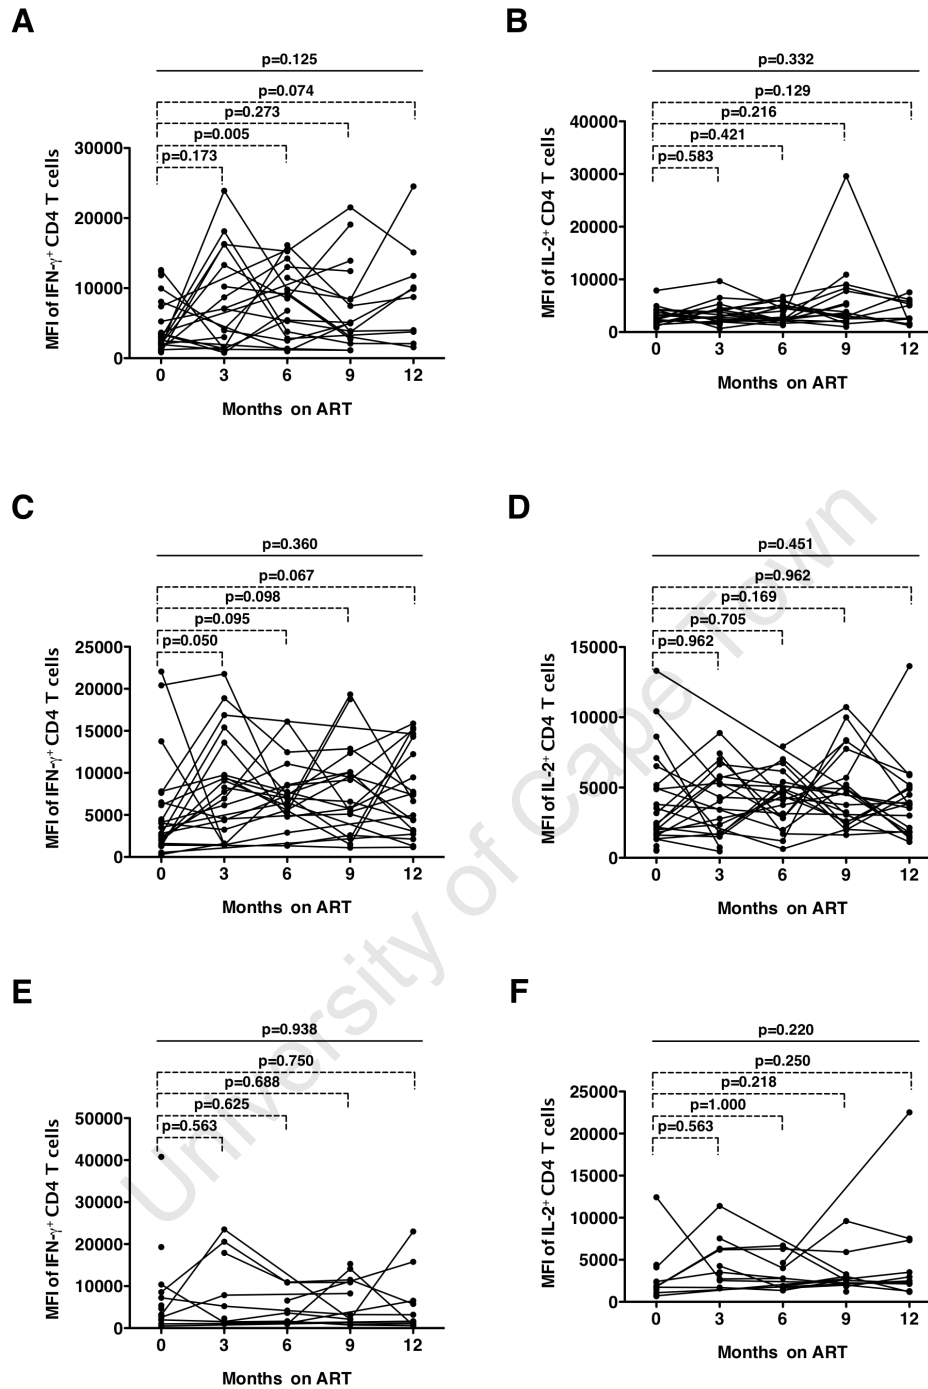 A
p=0.125
p=0.074
p=0.273
p=0.005
p=0.173
30000
20000
10000
0
MFI of IFN-γ+ CD4 T cells
0 3 6 9 12
Months on ART
B
p=0.332
p=0.129
p=0.216
p=0.421
p=0.583
40000
30000
20000
10000
0
MFI of IL-2+ CD4 T cells
0 3 6 9 12
Months on ART
C
p=0.360
p=0.067
p=0.098
p=0.095
p=0.050
25000
20000
15000
10000
5000
0
MFI of IFN-γ+ CD4 T cells
0 3 6 9 12
Months on ART
D
p=0.451
p=0.962
p=0.169
p=0.705
p=0.962
15000
10000
5000
0
MFI of IL-2+ CD4 T cells
0 3 6 9 12
Months on ART
E
p=0.938
p=0.750
p=0.688
p=0.625
p=0.563
50000
40000
30000
20000
10000
0
MFI of IFN-γ+ CD4 T cells
0 3 6 9 12
Months on ART
F
p=0.220
p=0.250
p=0.218
p=1.000
p=0.563
25000
20000
15000
10000
5000
0
MFI of IL-2+ CD4 T cells
0 3 6 9 12
Months on ART
University of Cape Town